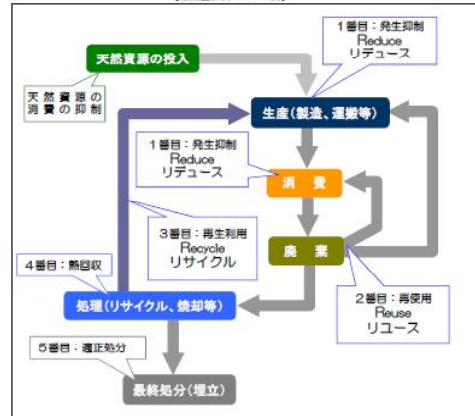 1番目：発生抑制
Reduce
リデュース
天然資源の投入
天然資源の
消費の抑制
生産(製造、運搬等)
1番目：発生抑制
Reduce
リデュース
消　費
3番目：再生利用
Recycle
リサイクル
廃　棄
4番目：熱回収
2番目：再使用
Reuse
リユース
処理(リサイクル、焼却等)
5番目：適正処分
最終処分(埋立)